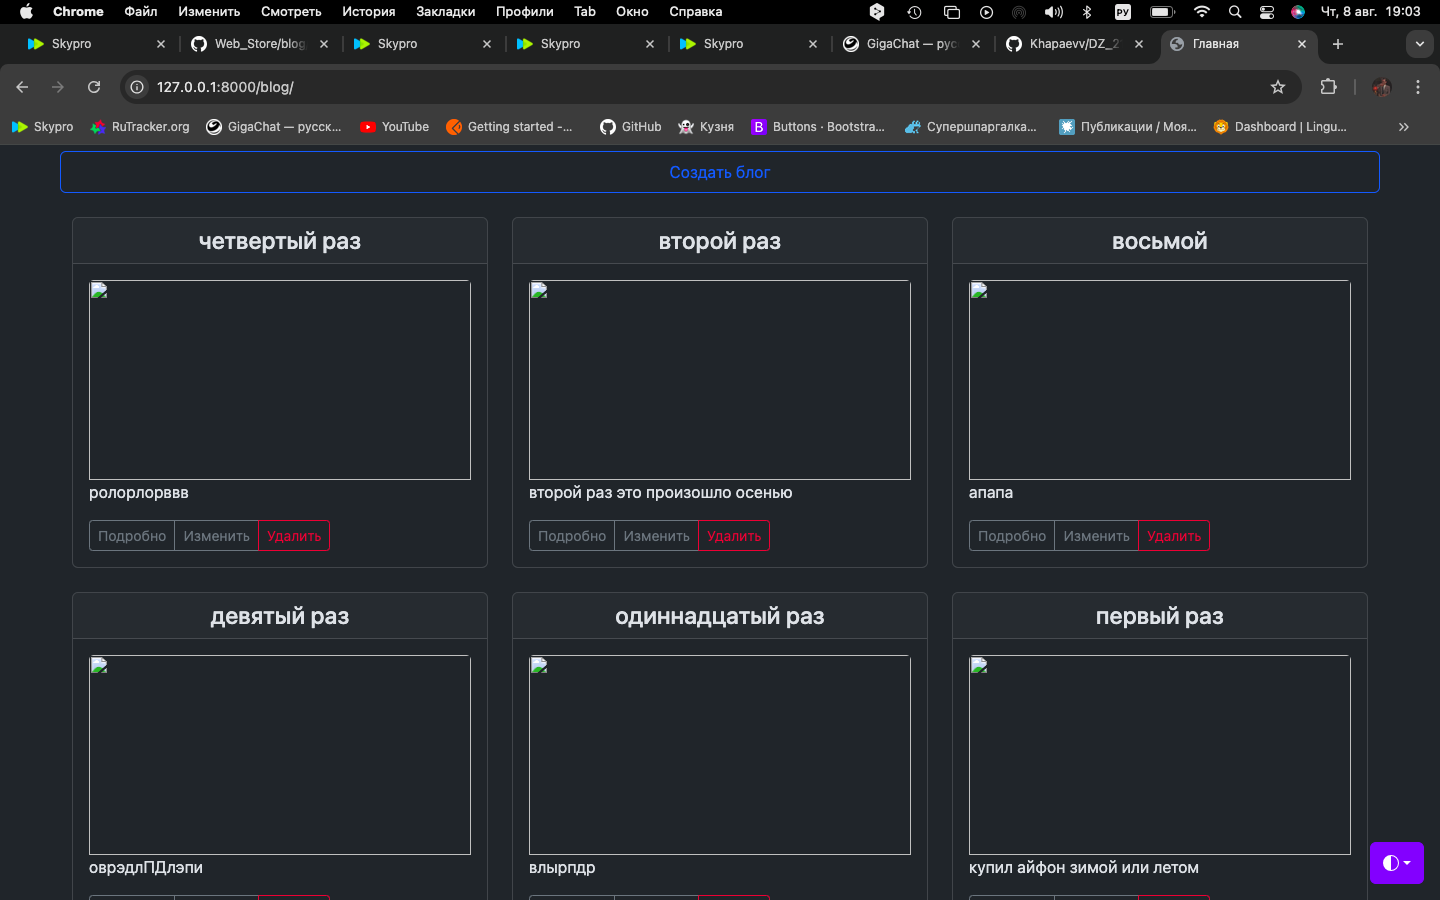 Chrome Файл Изменить Смотреть История Закладки Профили Tab Окно Справка РУ Чт, 8 авг. 19:03
Skypro Web_Store/blog Skypro Skypro Skypro GigaChat — рус Khapaevv/DZ_2 Главная
127.0.0.1:8000/blog/
Skypro RuTracker.org GigaChat — русск... YouTube Getting started -... GitHub Кузня Buttons · Bootstra... Супершпаргалка... Публикации / Моя... Dashboard | Lingu...
Создать блог
четвертый раз
второй раз
восьмой
ролорлорввв
второй раз это произошло осенью
апапа
Подробно Изменить Удалить
Подробно Изменить Удалить
Подробно Изменить Удалить
девятый раз
одиннадцатый раз
первый раз
оврэдлПДлэпи
влырпдр
купил айфон зимой или летом